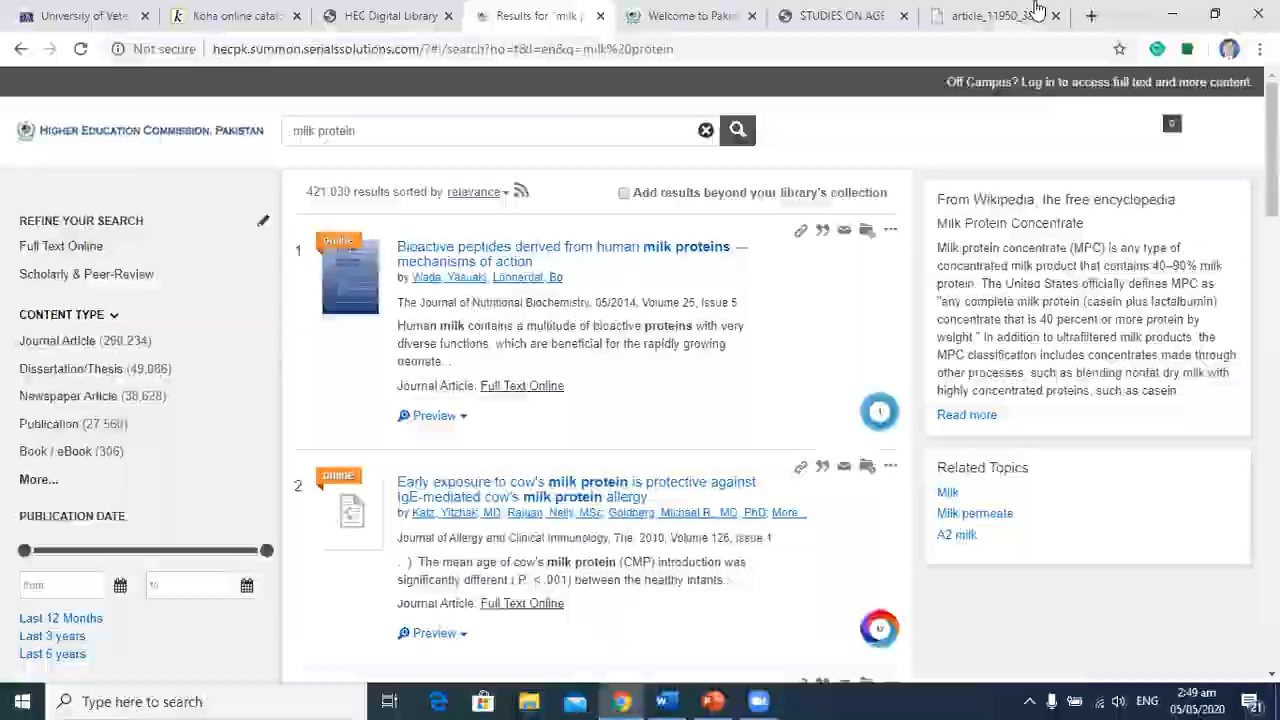 University of Vete
Koha online catal
HEC Digital Library
Results for "milk p
Welcome to Pakis
STUDIES ON AGE
Not secure
hecpk.summon.serialssolutions.com/?#!/search?ho=t&l=en&q=milk%20protein
Off Campus? Log in to access full text and more content.
HIGHER EDUCATION COMMISSION, PAKISTAN
milk protein
0
421,030 results sorted by relevance
Add results beyond your library's collection
REFINE YOUR SEARCH
Full Text Online
Scholarly & Peer-Review
CONTENT TYPE
Journal Article (290,234)
Dissertation/Thesis (49,086)
Newspaper Article (38,628)
Publication (27,560)
Book / eBook (306)
More...
PUBLICATION DATE
from
to
Last 12 Months
Last 3 years
Last 5 years
1
Online
Bioactive peptides derived from human milk proteins —
mechanisms of action
by Wada, Yasuaki, Lönnerdal, Bo
The Journal of Nutritional Biochemistry, 05/2014, Volume 25, Issue 5
Human milk contains a multitude of bioactive proteins with very
diverse functions, which are beneficial for the rapidly growing
neonate...
Journal Article: Full Text Online
Preview
2
Online
Early exposure to cow's milk protein is protective against
IgE-mediated cow's milk protein allergy
by Katz, Yitzhak, MD, Rajuan, Nelly, MSc, Goldberg, Michael R., MD, PhD; More...
Journal of Allergy and Clinical Immunology, The, 2010, Volume 126, Issue 1
...) The mean age of cow's milk protein (CMP) introduction was
significantly different ( P < .001) between the healthy infants...
Journal Article: Full Text Online
Preview
From Wikipedia, the free encyclopedia
Milk Protein Concentrate
Milk protein concentrate (MPC) is any type of
concentrated milk product that contains 40–90% milk
protein. The United States officially defines MPC as
"any complete milk protein (casein plus lactalbumin)
concentrate that is 40 percent or more protein by
weight." In addition to ultrafiltered milk products, the
MPC classification includes concentrates made through
other processes, such as blending nonfat dry milk with
highly concentrated proteins, such as casein.
Read more
Related Topics
Milk
Milk permeate
A2 milk
Type here to search
ENG
2:49 am
05/05/2020
21